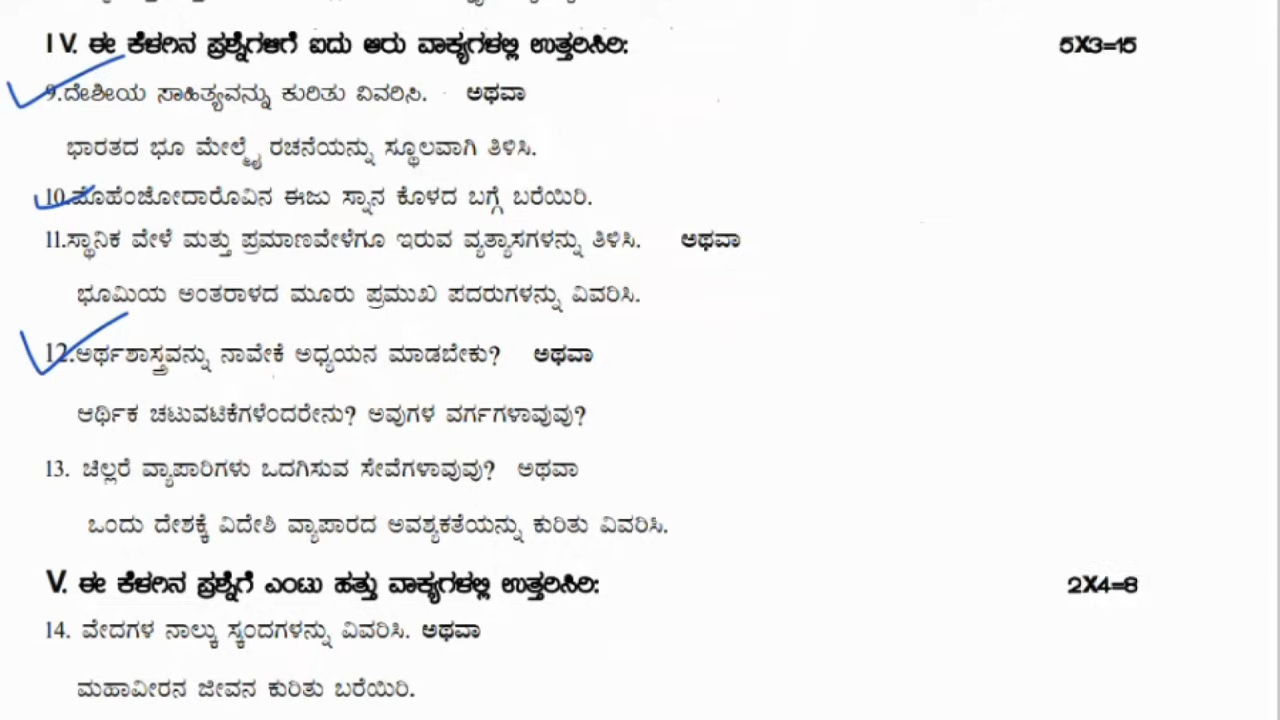 IV. ಈ ಕೆಳಗಿನ ಪ್ರಶ್ನೆಗಳಿಗೆ ಐದು ಆರು ವಾಕ್ಯಗಳಲ್ಲಿ ಉತ್ತರಿಸಿರಿ: 5X3=15
9.ದೇಶೀಯ ಸಾಹಿತ್ಯವನ್ನು ಕುರಿತು ವಿವರಿಸಿ. ಅಥವಾ
ಭಾರತದ ಭೂ ಮೇಲ್ಮೈ ರಚನೆಯನ್ನು ಸ್ಥೂಲವಾಗಿ ತಿಳಿಸಿ.
10.ಮೊಹೆಂಜೋದಾರೊವಿನ ಈಜು ಸ್ನಾನ ಕೊಳದ ಬಗ್ಗೆ ಬರೆಯಿರಿ.
11.ಸ್ಥಾನಿಕ ವೇಳೆ ಮತ್ತು ಪ್ರಮಾಣವೇಳೆಗೂ ಇರುವ ವ್ಯತ್ಯಾಸಗಳನ್ನು ತಿಳಿಸಿ. ಅಥವಾ
ಭೂಮಿಯ ಅಂತರಾಳದ ಮೂರು ಪ್ರಮುಖ ಪದರುಗಳನ್ನು ವಿವರಿಸಿ.
12.ಅರ್ಥಶಾಸ್ತ್ರವನ್ನು ನಾವೇಕೆ ಅಧ್ಯಯನ ಮಾಡಬೇಕು? ಅಥವಾ
ಆರ್ಥಿಕ ಚಟುವಟಿಕೆಗಳೆಂದರೇನು? ಅವುಗಳ ವರ್ಗಗಳಾವುವು?
13. ಚಿಲ್ಲರೆ ವ್ಯಾಪಾರಿಗಳು ಒದಗಿಸುವ ಸೇವೆಗಳಾವುವು? ಅಥವಾ
ಒಂದು ದೇಶಕ್ಕೆ ವಿದೇಶಿ ವ್ಯಾಪಾರದ ಅವಶ್ಯಕತೆಯನ್ನು ಕುರಿತು ವಿವರಿಸಿ.
V. ಈ ಕೆಳಗಿನ ಪ್ರಶ್ನೆಗೆ ಎಂಟು ಹತ್ತು ವಾಕ್ಯಗಳಲ್ಲಿ ಉತ್ತರಿಸಿರಿ: 2X4=8
14. ವೇದಗಳ ನಾಲ್ಕು ಸ್ಕಂದಗಳನ್ನು ವಿವರಿಸಿ. ಅಥವಾ
ಮಹಾವೀರನ ಜೀವನ ಕುರಿತು ಬರೆಯಿರಿ.